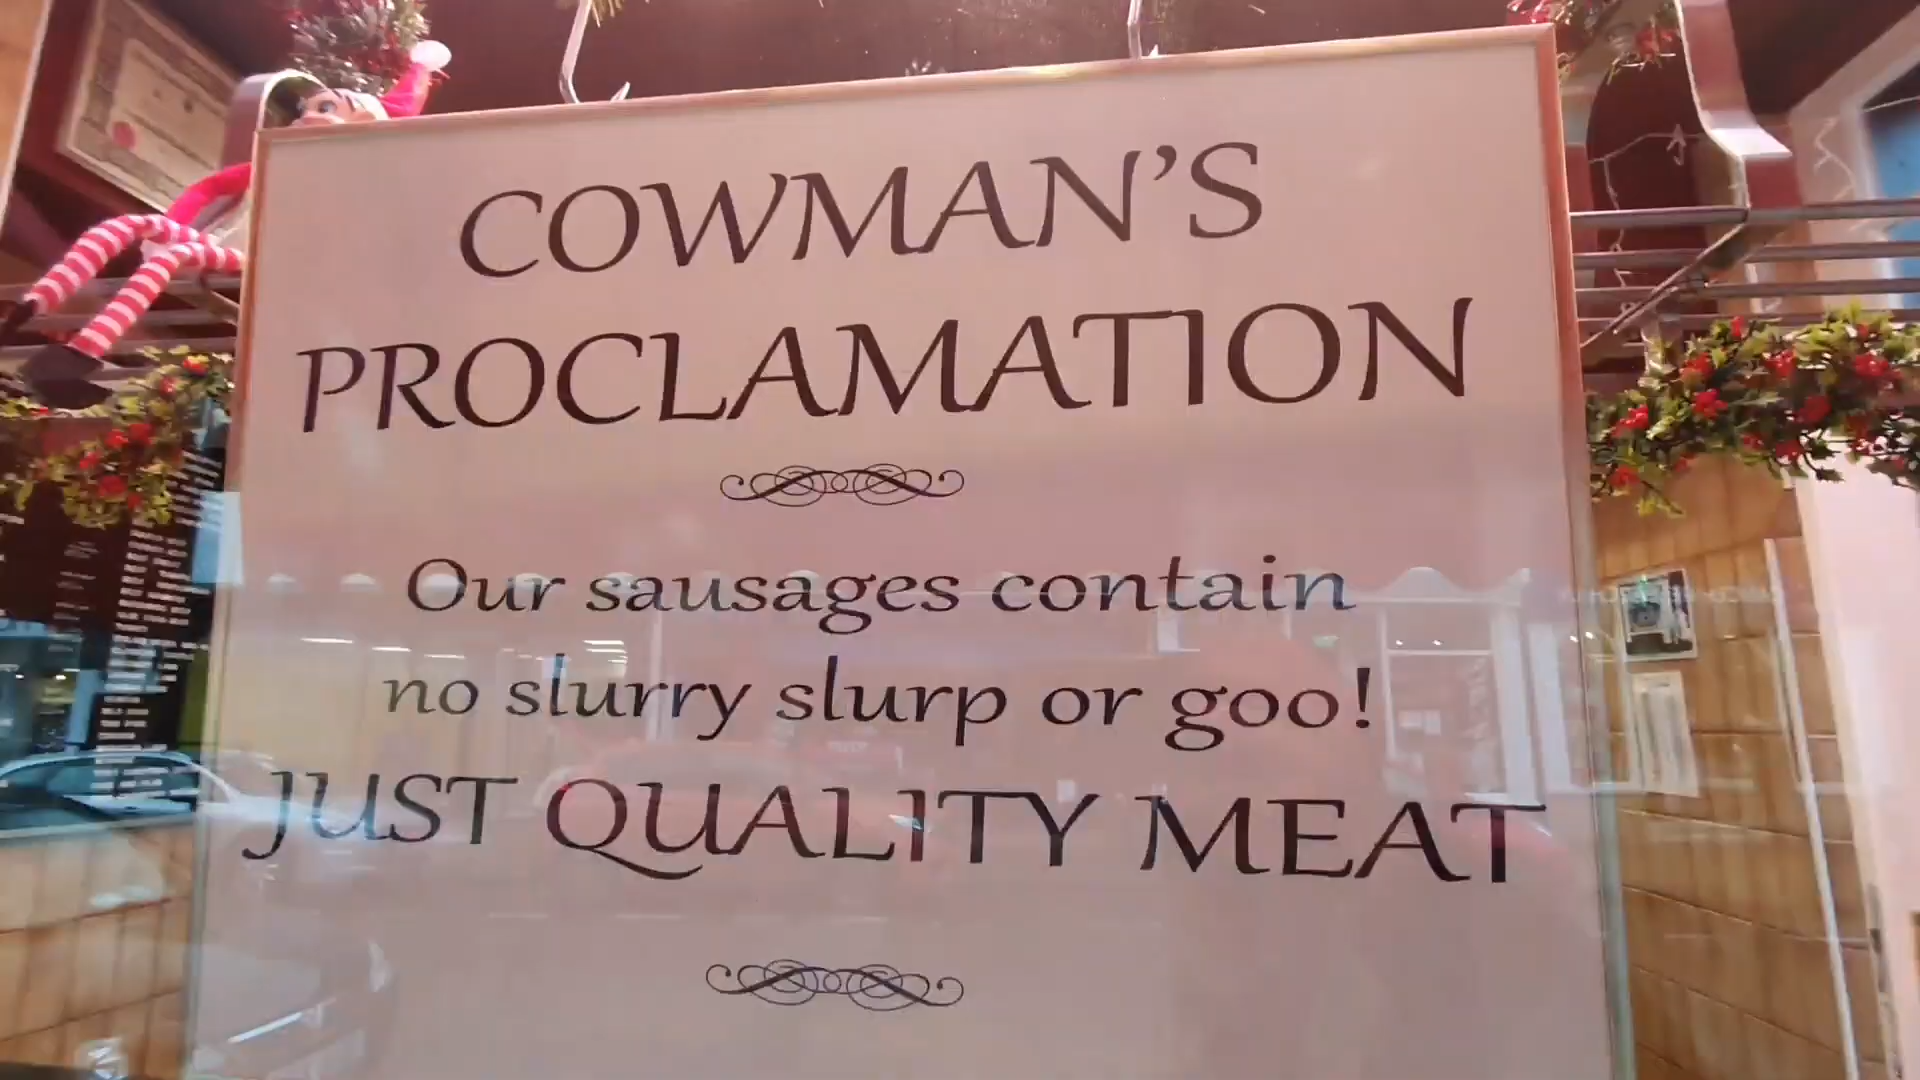 COWMAN'S
PROCLAMATION
Our sausages contain
no slurry slurp or goo!
JUST QUALITY MEAT